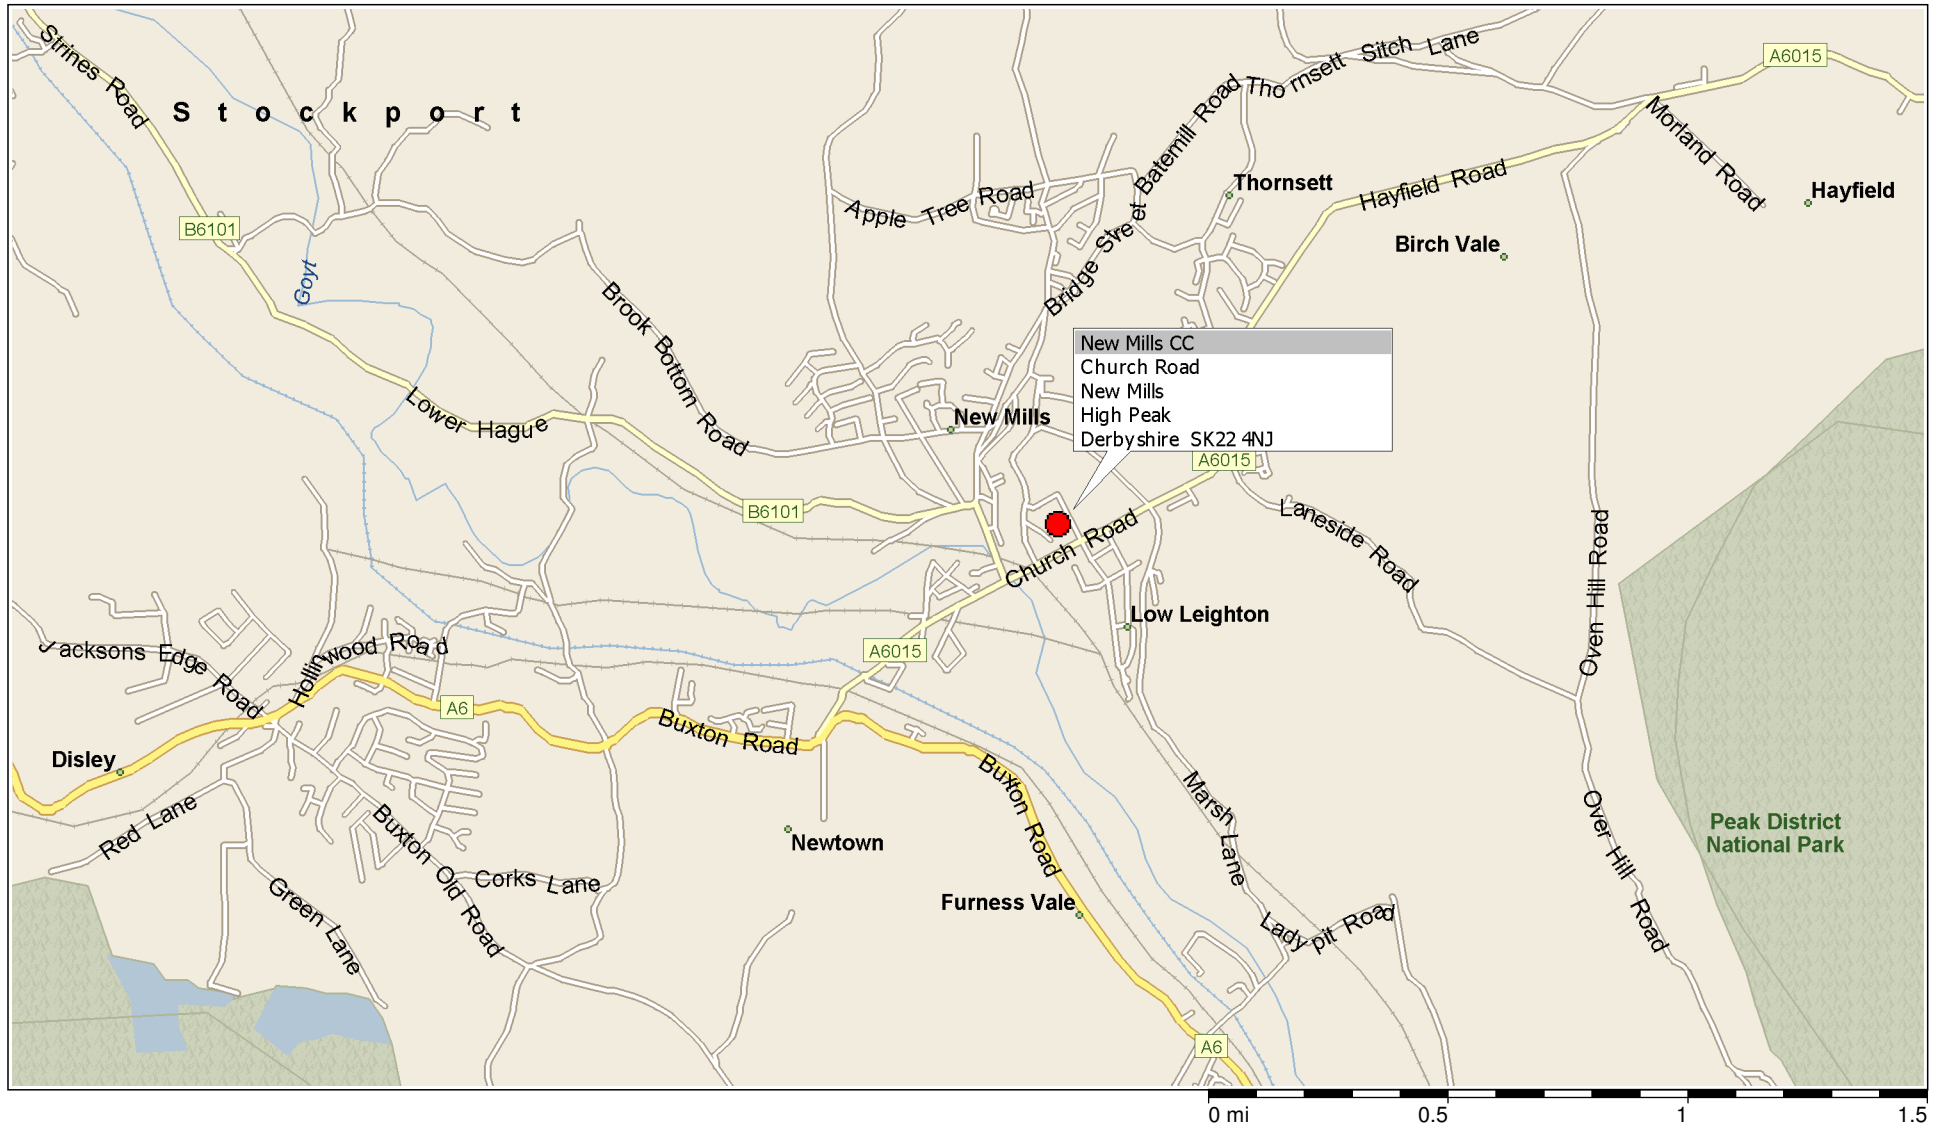 Strines Road
Stockport
Thornsett Sitch Lane
A6015
Batemill Road
Morland Road
Thornsett
Hayfield Road
Hayfield
Apple Tree Road
B6101
Birch Vale
Goyt
Bridge Street
Brook Bottom Road
New Mills CC
Church Road
New Mills
High Peak
Derbyshire SK22 4NJ
Lower Hague
New Mills
A6015
B6101
Laneside Road
Church Road
Oven Hill Road
Low Leighton
Jacksons Edge Road
Hollinwood Road
A6015
A6
Buxton Road
Disley
Buxton Road
Marsh Lane
Red Lane
Buxton Old Road
Newtown
Over Hill Road
Peak District
National Park
Corks Lane
Green Lane
Furness Vale
Ladypit Road
A6
0 mi 0.5 1 1.5